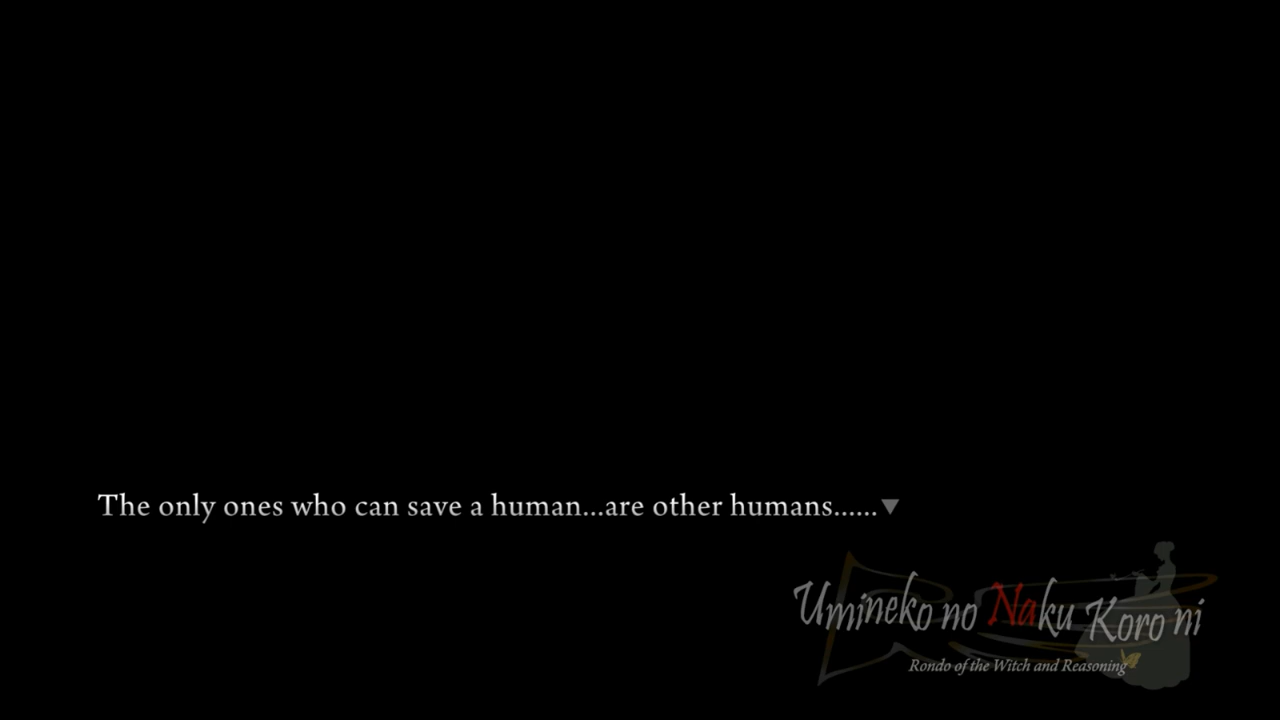 The only ones who can save a human...are other humans......
Umineko no Naku Koro ni
Rondo of the Witch and Reasoning